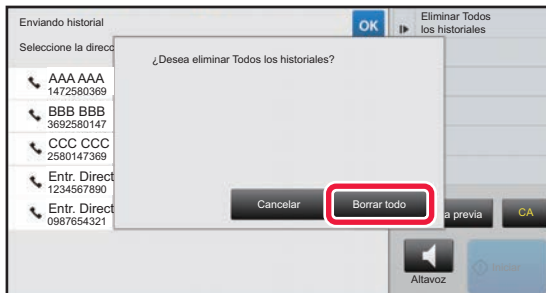 Enviando historial
OK
Eliminar Todos
los historiales
Seleccione la direcc
¿Desea eliminar Todos los historiales?
AAA AAA
1472580369
BBB BBB
3692580147
CCC CCC
2580147369
Entr. Direct
1234567890
Entr. Direct
0987654321
Cancelar
Borrar todo
a previa
CA
Altavoz